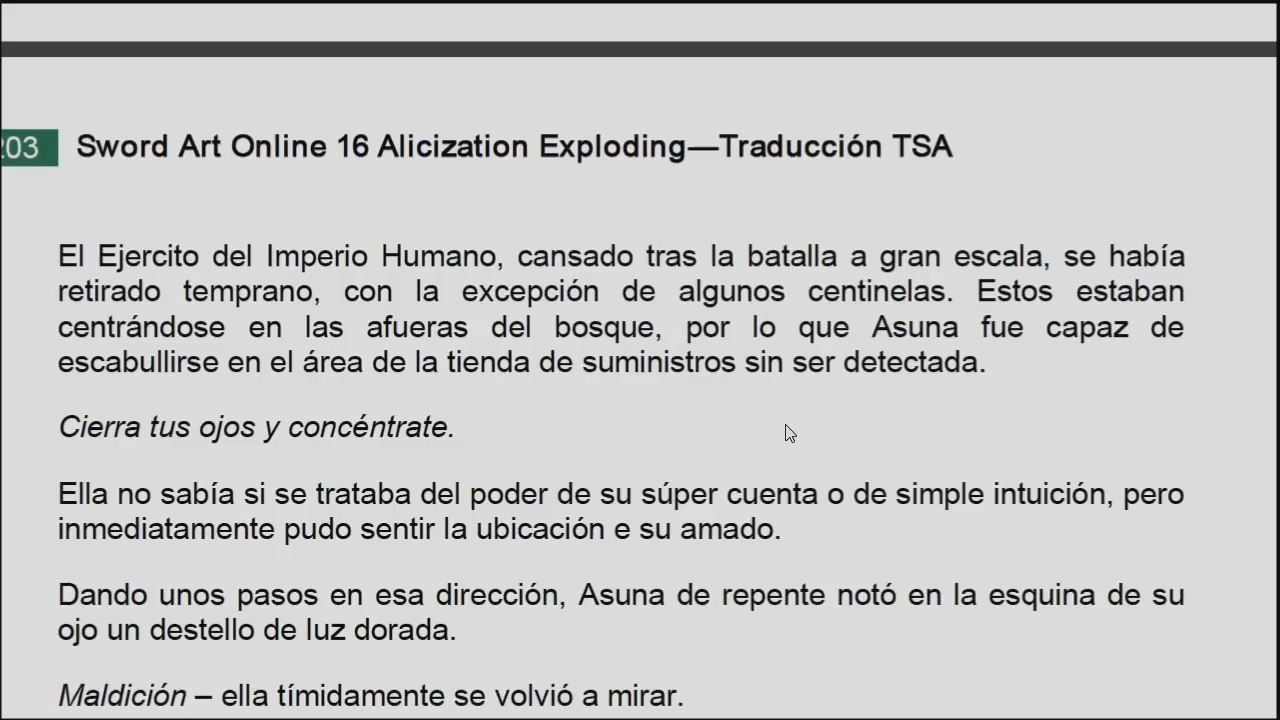 203
Sword Art Online 16 Alicization Exploding—Traducción TSA
El Ejercito del Imperio Humano, cansado tras la batalla a gran escala, se había
retirado temprano, con la excepción de algunos centinelas. Estos estaban
centrándose en las afueras del bosque, por lo que Asuna fue capaz de
escabullirse en el área de la tienda de suministros sin ser detectada.
Cierra tus ojos y concéntrate.
Ella no sabía si se trataba del poder de su súper cuenta o de simple intuición, pero
inmediatamente pudo sentir la ubicación e su amado.
Dando unos pasos en esa dirección, Asuna de repente notó en la esquina de su
ojo un destello de luz dorada.
Maldición – ella tímidamente se volvió a mirar.